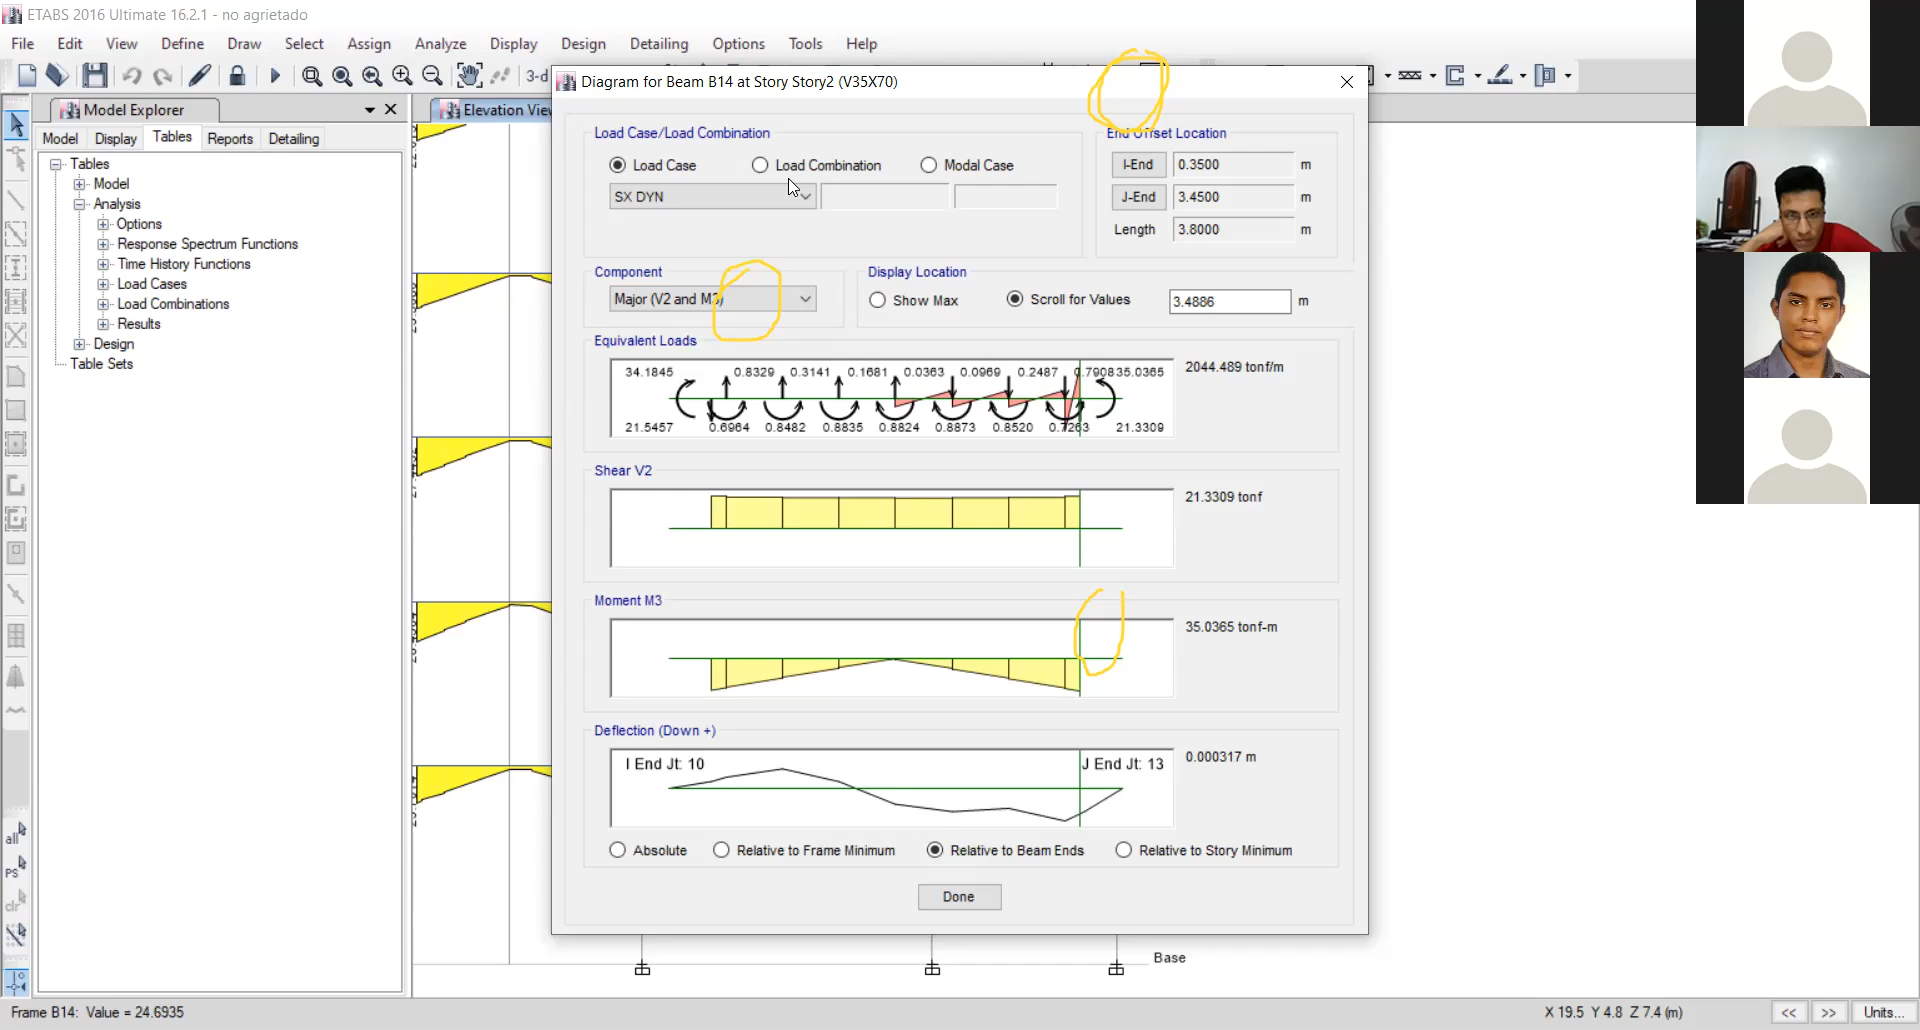 ETABS 2016 Ultimate 16.2.1 - no agrietado
File Edit View Define Draw Select Assign Analyze Display Design Detailing Options Tools Help
3-d
Model Explorer
Elevation View
Diagram for Beam B14 at Story Story2 (V35X70)
Model Display Tables Reports Detailing
Tables
Model
Analysis
Options
Response Spectrum Functions
Time History Functions
Load Cases
Load Combinations
Results
Design
Table Sets
Load Case/Load Combination
Load Case Load Combination Modal Case
SX DYN
End Offset Location
I-End 0.3500 m
J-End 3.4500 m
Length 3.8000 m
Component
Major (V2 and M3)
Display Location
Show Max Scroll for Values 3.4886 m
Equivalent Loads
34.1845 0.8329 0.3141 0.1681 0.0363 0.0969 0.2487 0.7908 35.0365
21.5457 0.6964 0.8482 0.8835 0.8824 0.8873 0.8520 0.7263 21.3309
2044.489 tonf/m
Shear V2
21.3309 tonf
Moment M3
35.0365 tonf-m
Deflection (Down +)
I End Jt: 10 J End Jt: 13
0.000317 m
Absolute Relative to Frame Minimum Relative to Beam Ends Relative to Story Minimum
Done
Base
all
PS
clr
Frame B14: Value = 24.6935
X 19.5 Y 4.8 Z 7.4 (m)
<< >> Units...